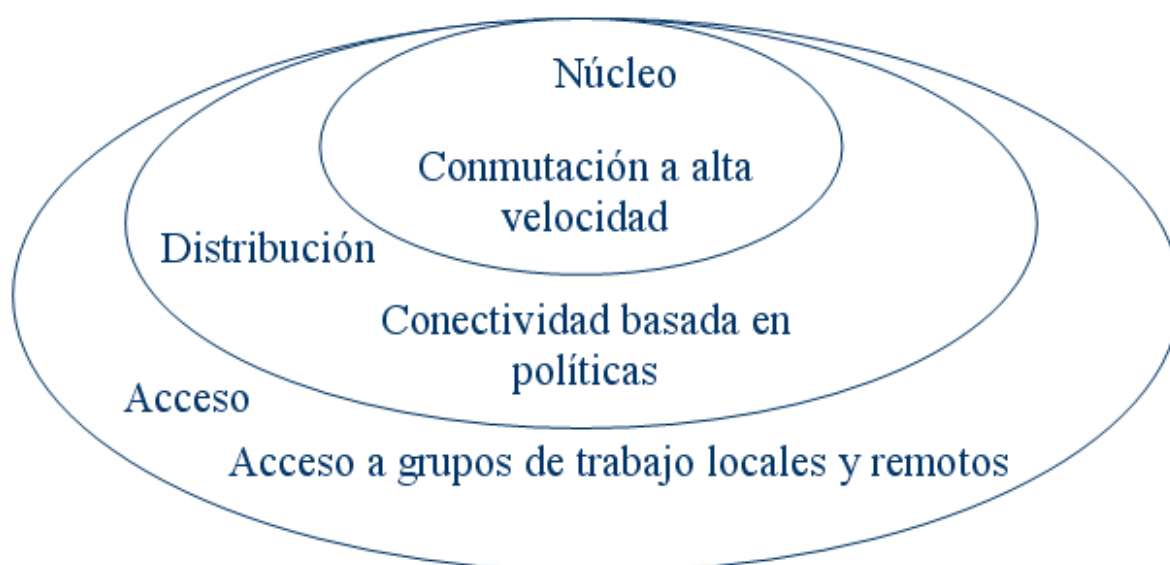 Núcleo
Conmutación a alta
velocidad
Distribución
Conectividad basada en
políticas
Acceso
Acceso a grupos de trabajo locales y remotos